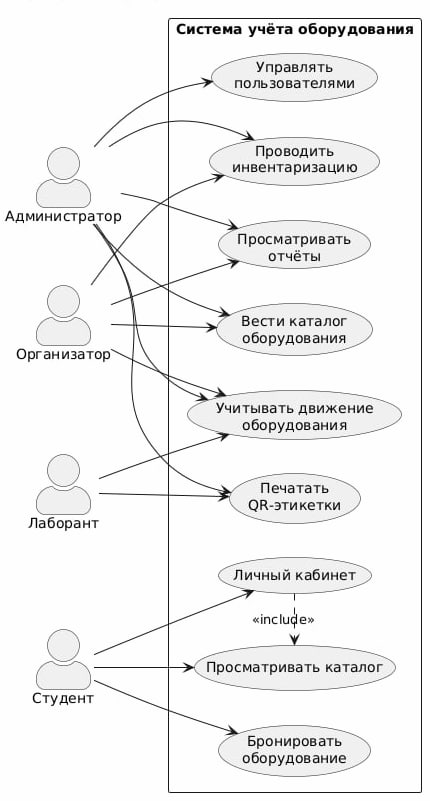 Система учёта оборудования
Управлять
пользователями
Проводить
инвентаризацию
Администратор
Просматривать
отчёты
Вести каталог
оборудования
Организатор
Учитывать движение
оборудования
Печатать
QR-этикетки
Лаборант
Личный кабинет
«include»
Просматривать каталог
Студент
Бронировать
оборудование